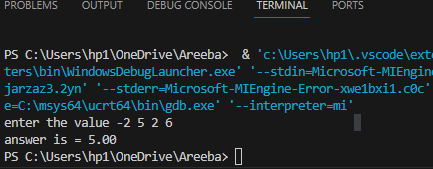 OUTPUT DEBUG CONSOLE TERMINAL PORTS
PS C:\Users\hp1\OneDrive\Areeba> & 'c:\Users\hp1\.vscode\exte
ters\bin\WindowsDebugLauncher.exe' '--stdin=Microsoft-MIEngin
jarzaz3.2yn' '--stderr=Microsoft-MIEngine-Error-xwe1bxi1.c0c'
e=C:\msys64\ucrt64\bin\gdb.exe' '--interpreter=mi'
enter the value -2 5 2 6
answer is = 5.00
PS C:\Users\hp1\OneDrive\Areeba>